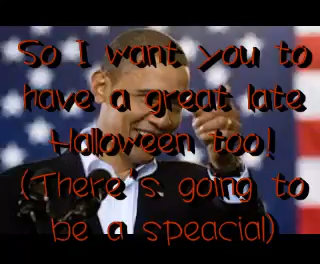 So I want you to
have a great late
Halloween too!
(There's going to
be a speacial)